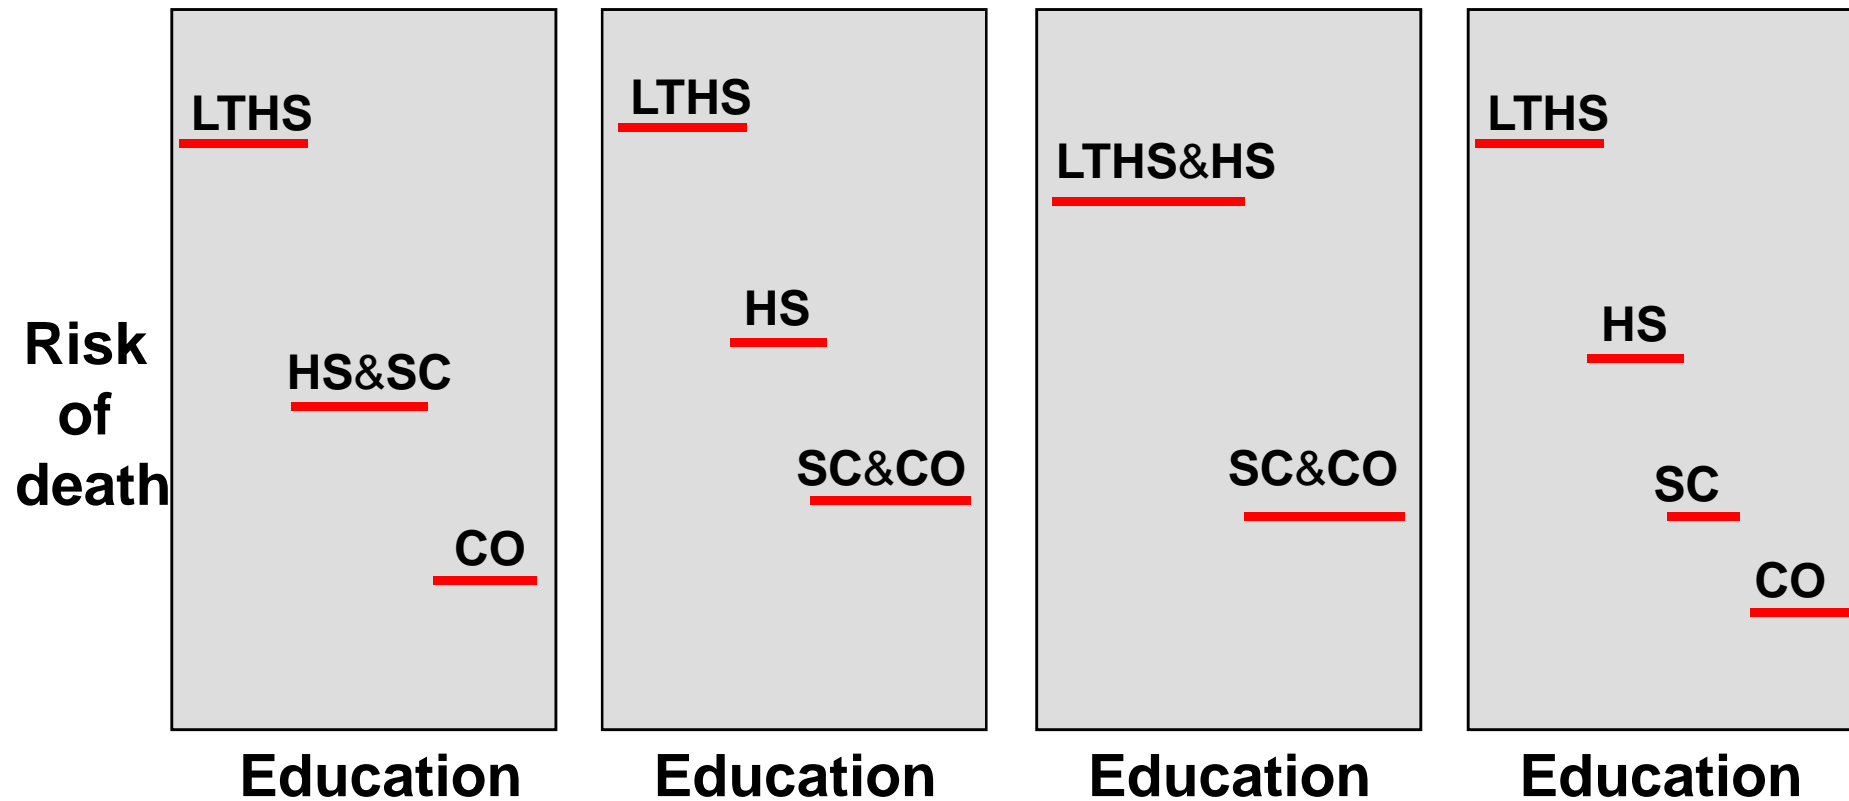 Risk
of
death
LTHS
HS&SC
CO
Education
LTHS
HS
SC&CO
Education
LTHS&HS
SC&CO
Education
LTHS
HS
SC
CO
Education